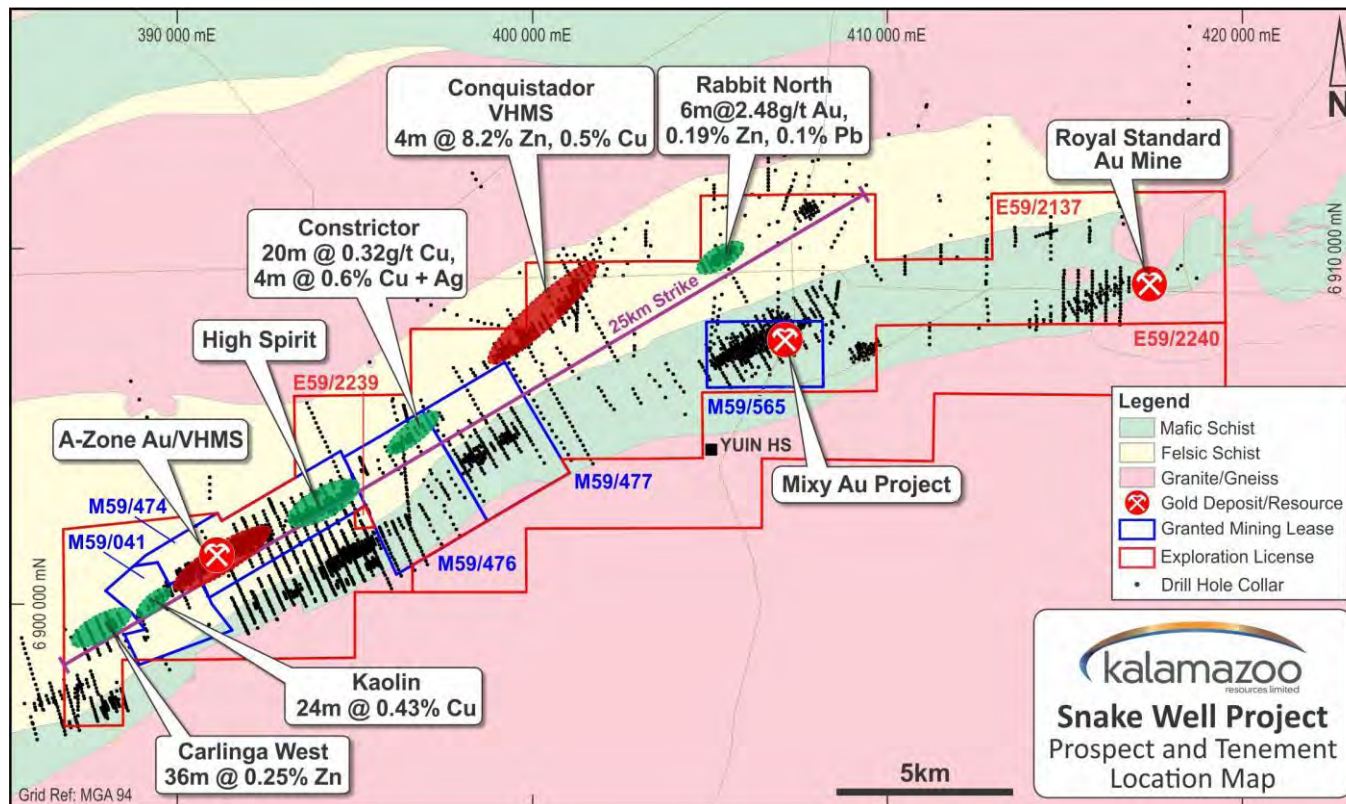 390 000 mE
400 000 mE
410 000 mE
420 000 mE
N
Conquistador
VHMS
4m @ 8.2% Zn, 0.5% Cu
Rabbit North
6m@2.48g/t Au,
0.19% Zn, 0.1% Pb
Royal Standard
Au Mine
Constrictor
20m @ 0.32g/t Cu,
4m @ 0.6% Cu + Ag
E59/2137
6 910 000 mN
25km Strike
High Spirit
E59/2239
E59/2240
M59/565
A-Zone Au/VHMS
YUIN HS
Mixy Au Project
M59/474
M59/041
M59/477
M59/476
6 900 000 mN
Kaolin
24m @ 0.43% Cu
Carlinga West
36m @ 0.25% Zn
Legend
Mafic Schist
Felsic Schist
Granite/Gneiss
Gold Deposit/Resource
Granted Mining Lease
Exploration License
Drill Hole Collar
kalamazoo
resources limited
Snake Well Project
Prospect and Tenement
Location Map
5km
Grid Ref: MGA 94